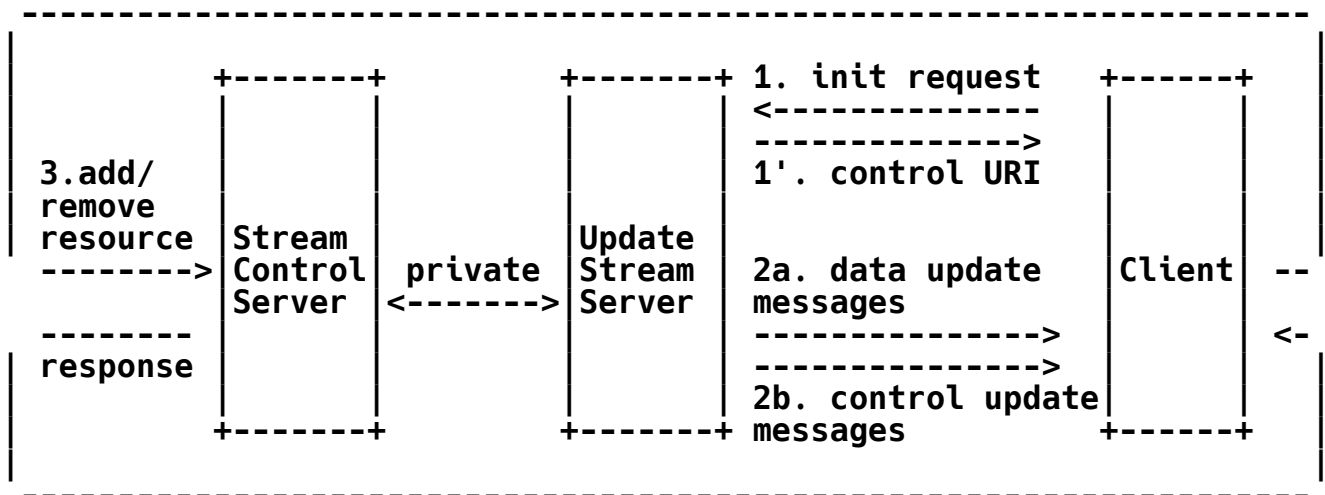 1. init request
1'. control URI
3.add/
remove
resource
Stream
Control
Server
private
Update
Stream
Server
2a. data update
messages
Client
response
2b. control update
messages